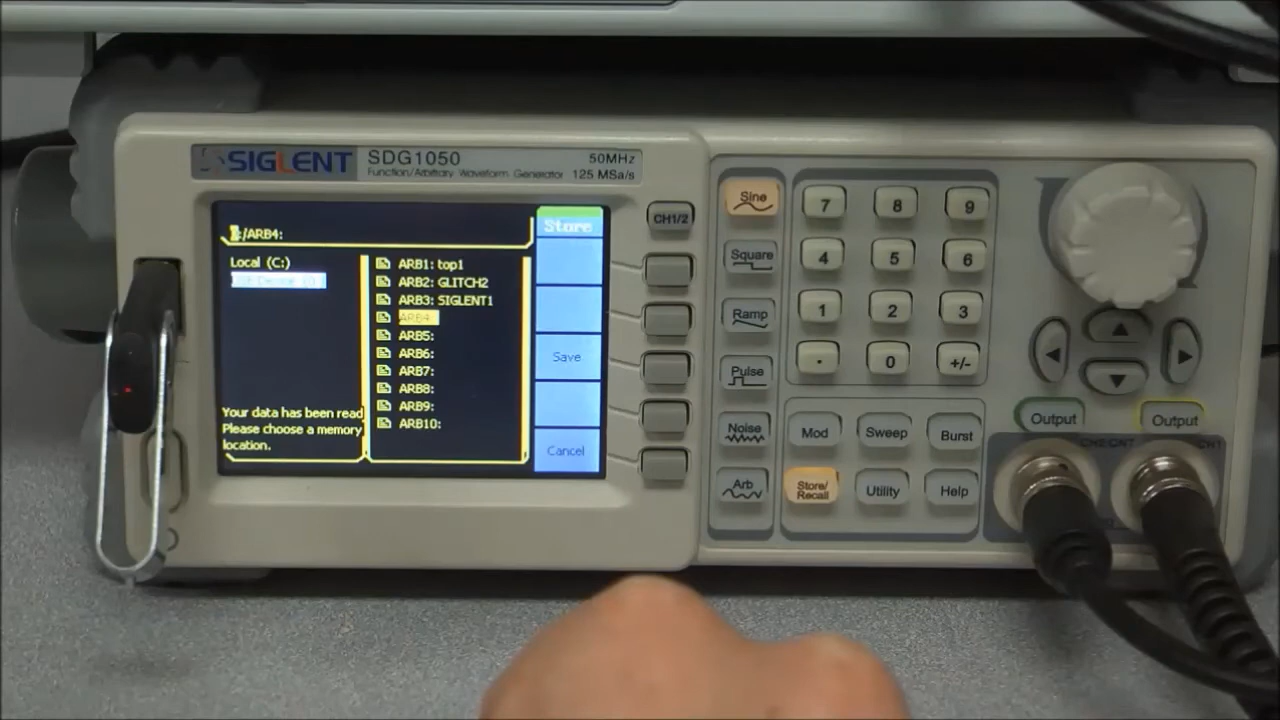 SIGLENT SDG1050 50MHz
Function/Arbitrary Waveform Generator 125 MSa/s
:/ARB4:
Store
Local (C:)
ARB1: top1
ARB2: GLITCH2
ARB3: SIGLENT1
ARB4:
ARB5:
ARB6:
ARB7:
ARB8:
ARB9:
ARB10:
Your data has been read
Please choose a memory
location.
Save
Cancel
CH1/2
Sine
Square
Ramp
Pulse
Noise
Arb
7 8 9
4 5 6
1 2 3
. 0 +/-
Mod Sweep Burst
Store/
Recall
Utility Help
Output Output
CH2/CNT CH1